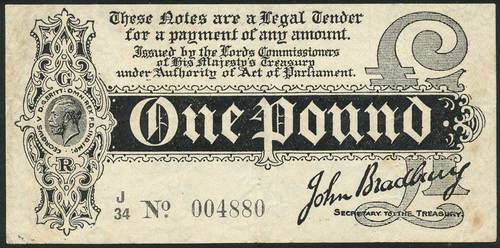 These Notes are a Legal Tender
for a payment of any amount.
Issued by the Lords Commissioners
of His Majesty's Treasury
under Authority of Act of Parliament.
£
G
R
One Pound
J
34 No. 004880
John Bradbury
SECRETARY TO THE TREASURY.
£1